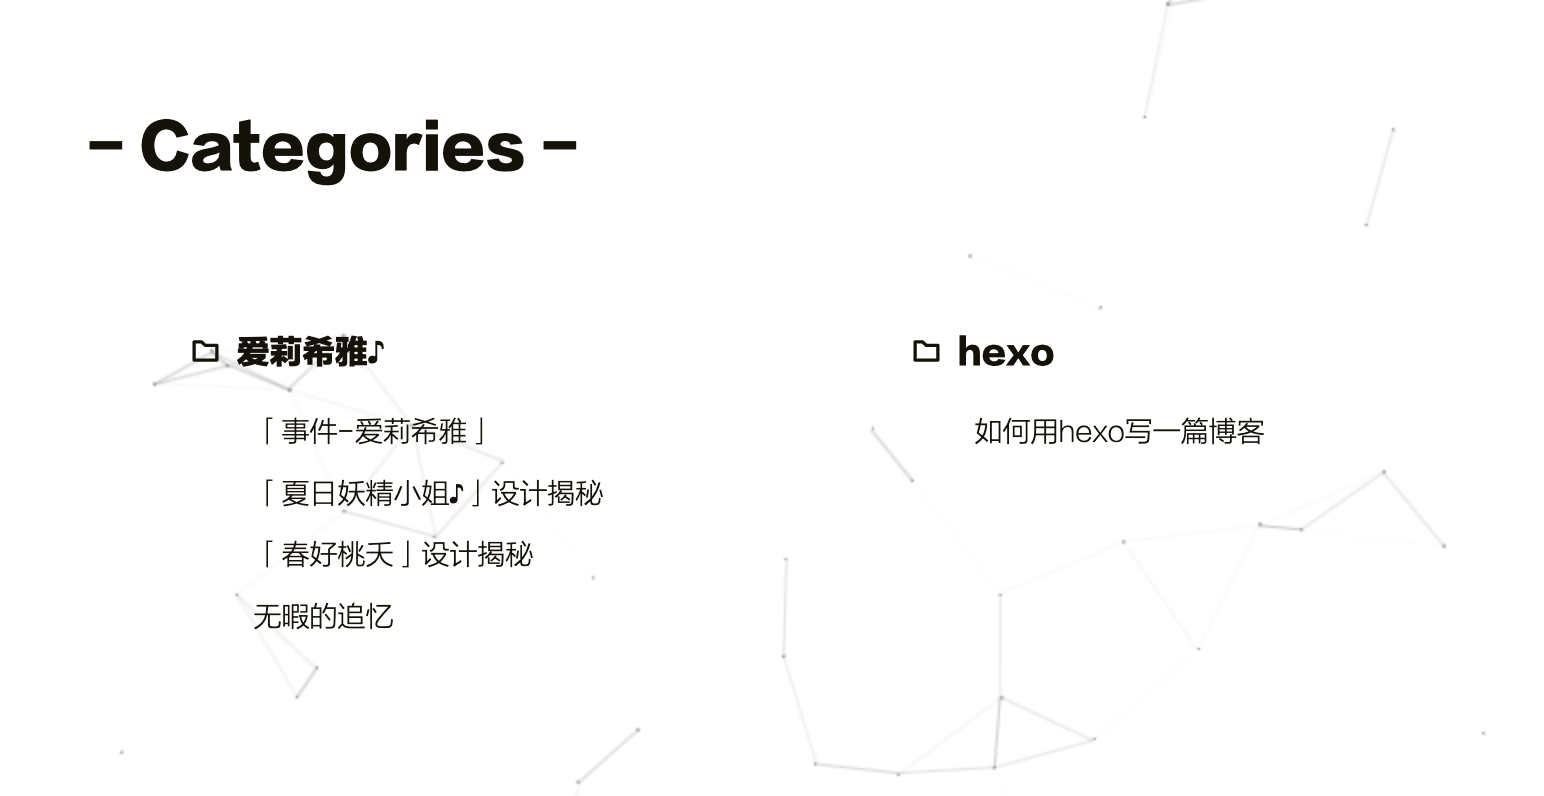 – Categories –
爱莉希雅♪
「事件-爱莉希雅」
「夏日妖精小姐♪」设计揭秘
「春好桃夭」设计揭秘
无暇的追忆
hexo
如何用hexo写一篇博客